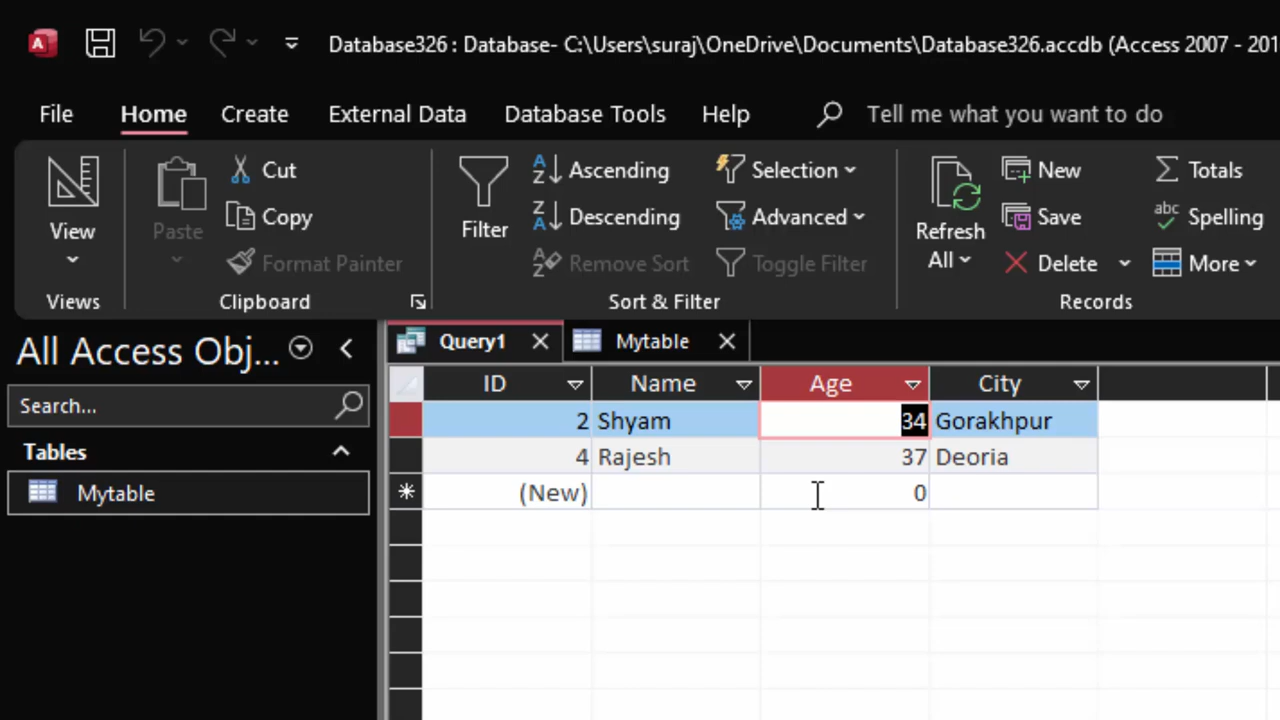 A
Database326 : Database- C:\Users\suraj\OneDrive\Documents\Database326.accdb (Access 2007 - 201
File Home Create External Data Database Tools Help Tell me what you want to do
View
Views
Paste
Cut
Copy
Format Painter
Clipboard
Filter
Ascending
Descending
Remove Sort
Selection
Advanced
Toggle Filter
Sort & Filter
Refresh
All
New
Save
Delete
Totals
Spelling
More
Records
All Access Obj...
Search...
Tables
Mytable
Query1 Mytable
ID Name Age City
2 Shyam 34 Gorakhpur
4 Rajesh 37 Deoria
(New) 0